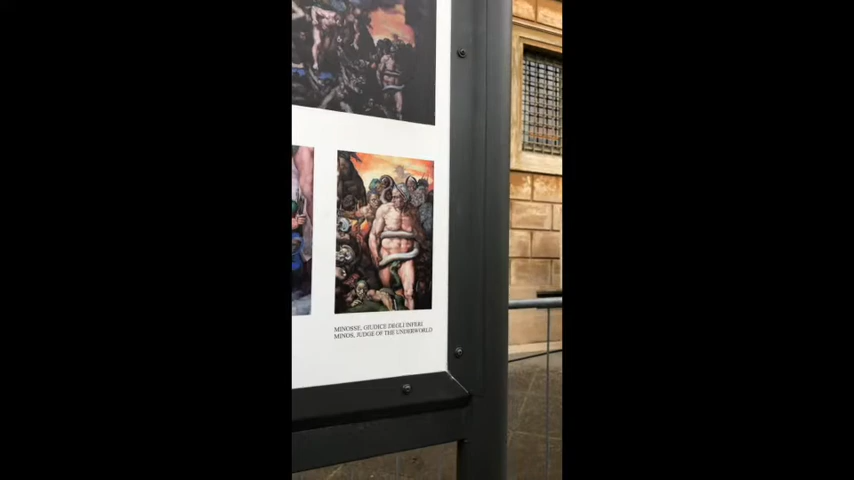 MINOSSE, GIUDICE DEGLI INFERI
MINOS, JUDGE OF THE UNDERWORLD